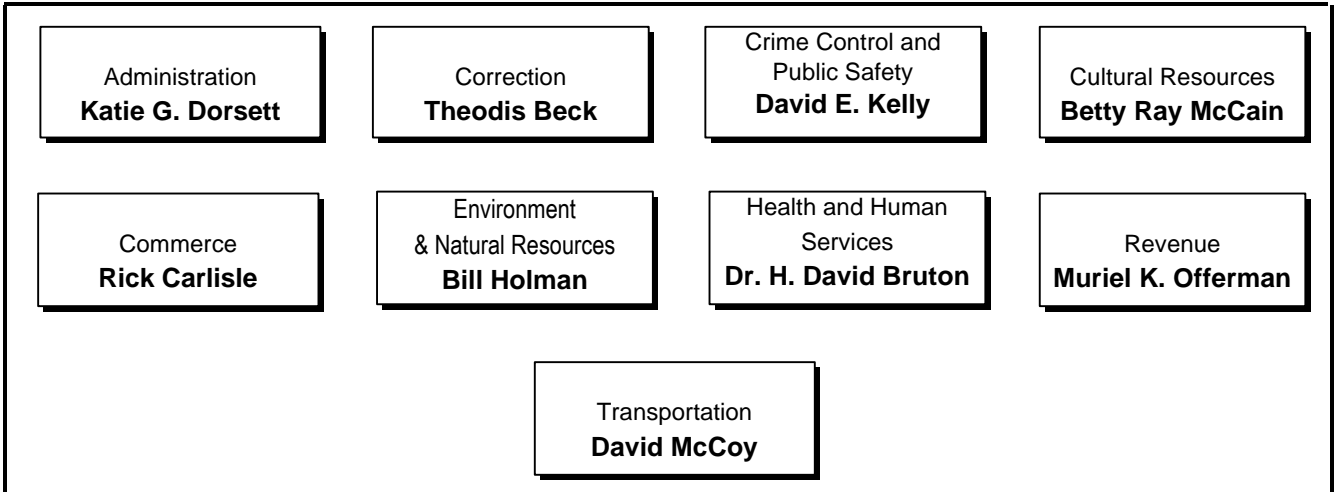 Administration
Katie G. Dorsett
Correction
Theodis Beck
Crime Control and
Public Safety
David E. Kelly
Cultural Resources
Betty Ray McCain
Commerce
Rick Carlisle
Environment
& Natural Resources
Bill Holman
Health and Human
Services
Dr. H. David Bruton
Revenue
Muriel K. Offerman
Transportation
David McCoy